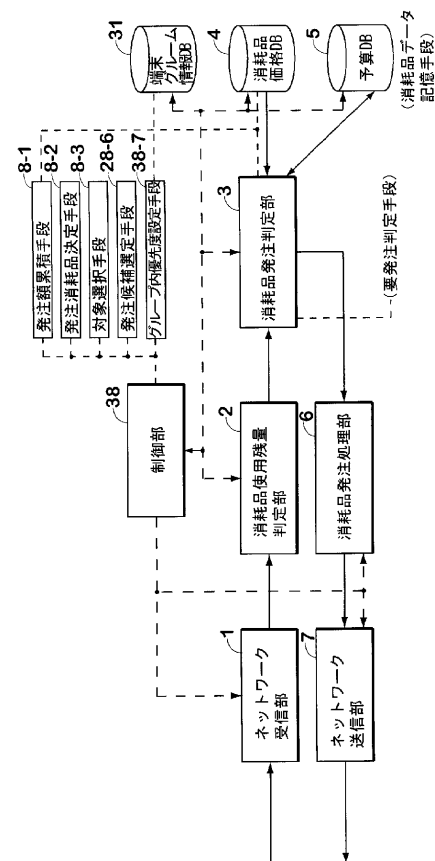 31
端末
グルーム
情報DB
4
消耗品
価格DB
5
予算DB
(消耗品データ
記憶手段)
8-1
発注額累積手段
8-2
発注消耗品決定手段
8-3
対象選択手段
28-6
発注候補選定手段
38-7
グループ内優先度設定手段
3
消耗品発注判定部
(要発注判定手段)
38
制御部
2
消耗品使用残量
判定部
6
消耗品発注処理部
1
ネットワーク
受信部
7
ネットワーク
送信部